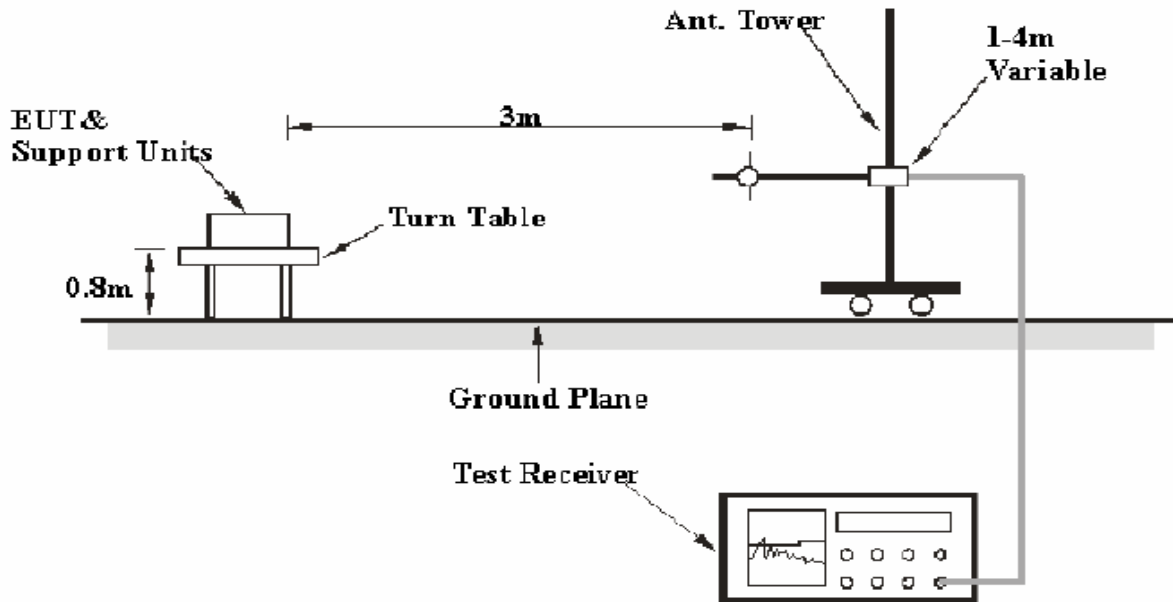 Ant. Tower
1-4m
Variable
EUT&
Support Units
3m
Turn Table
0.8m
Ground Plane
Test Receiver